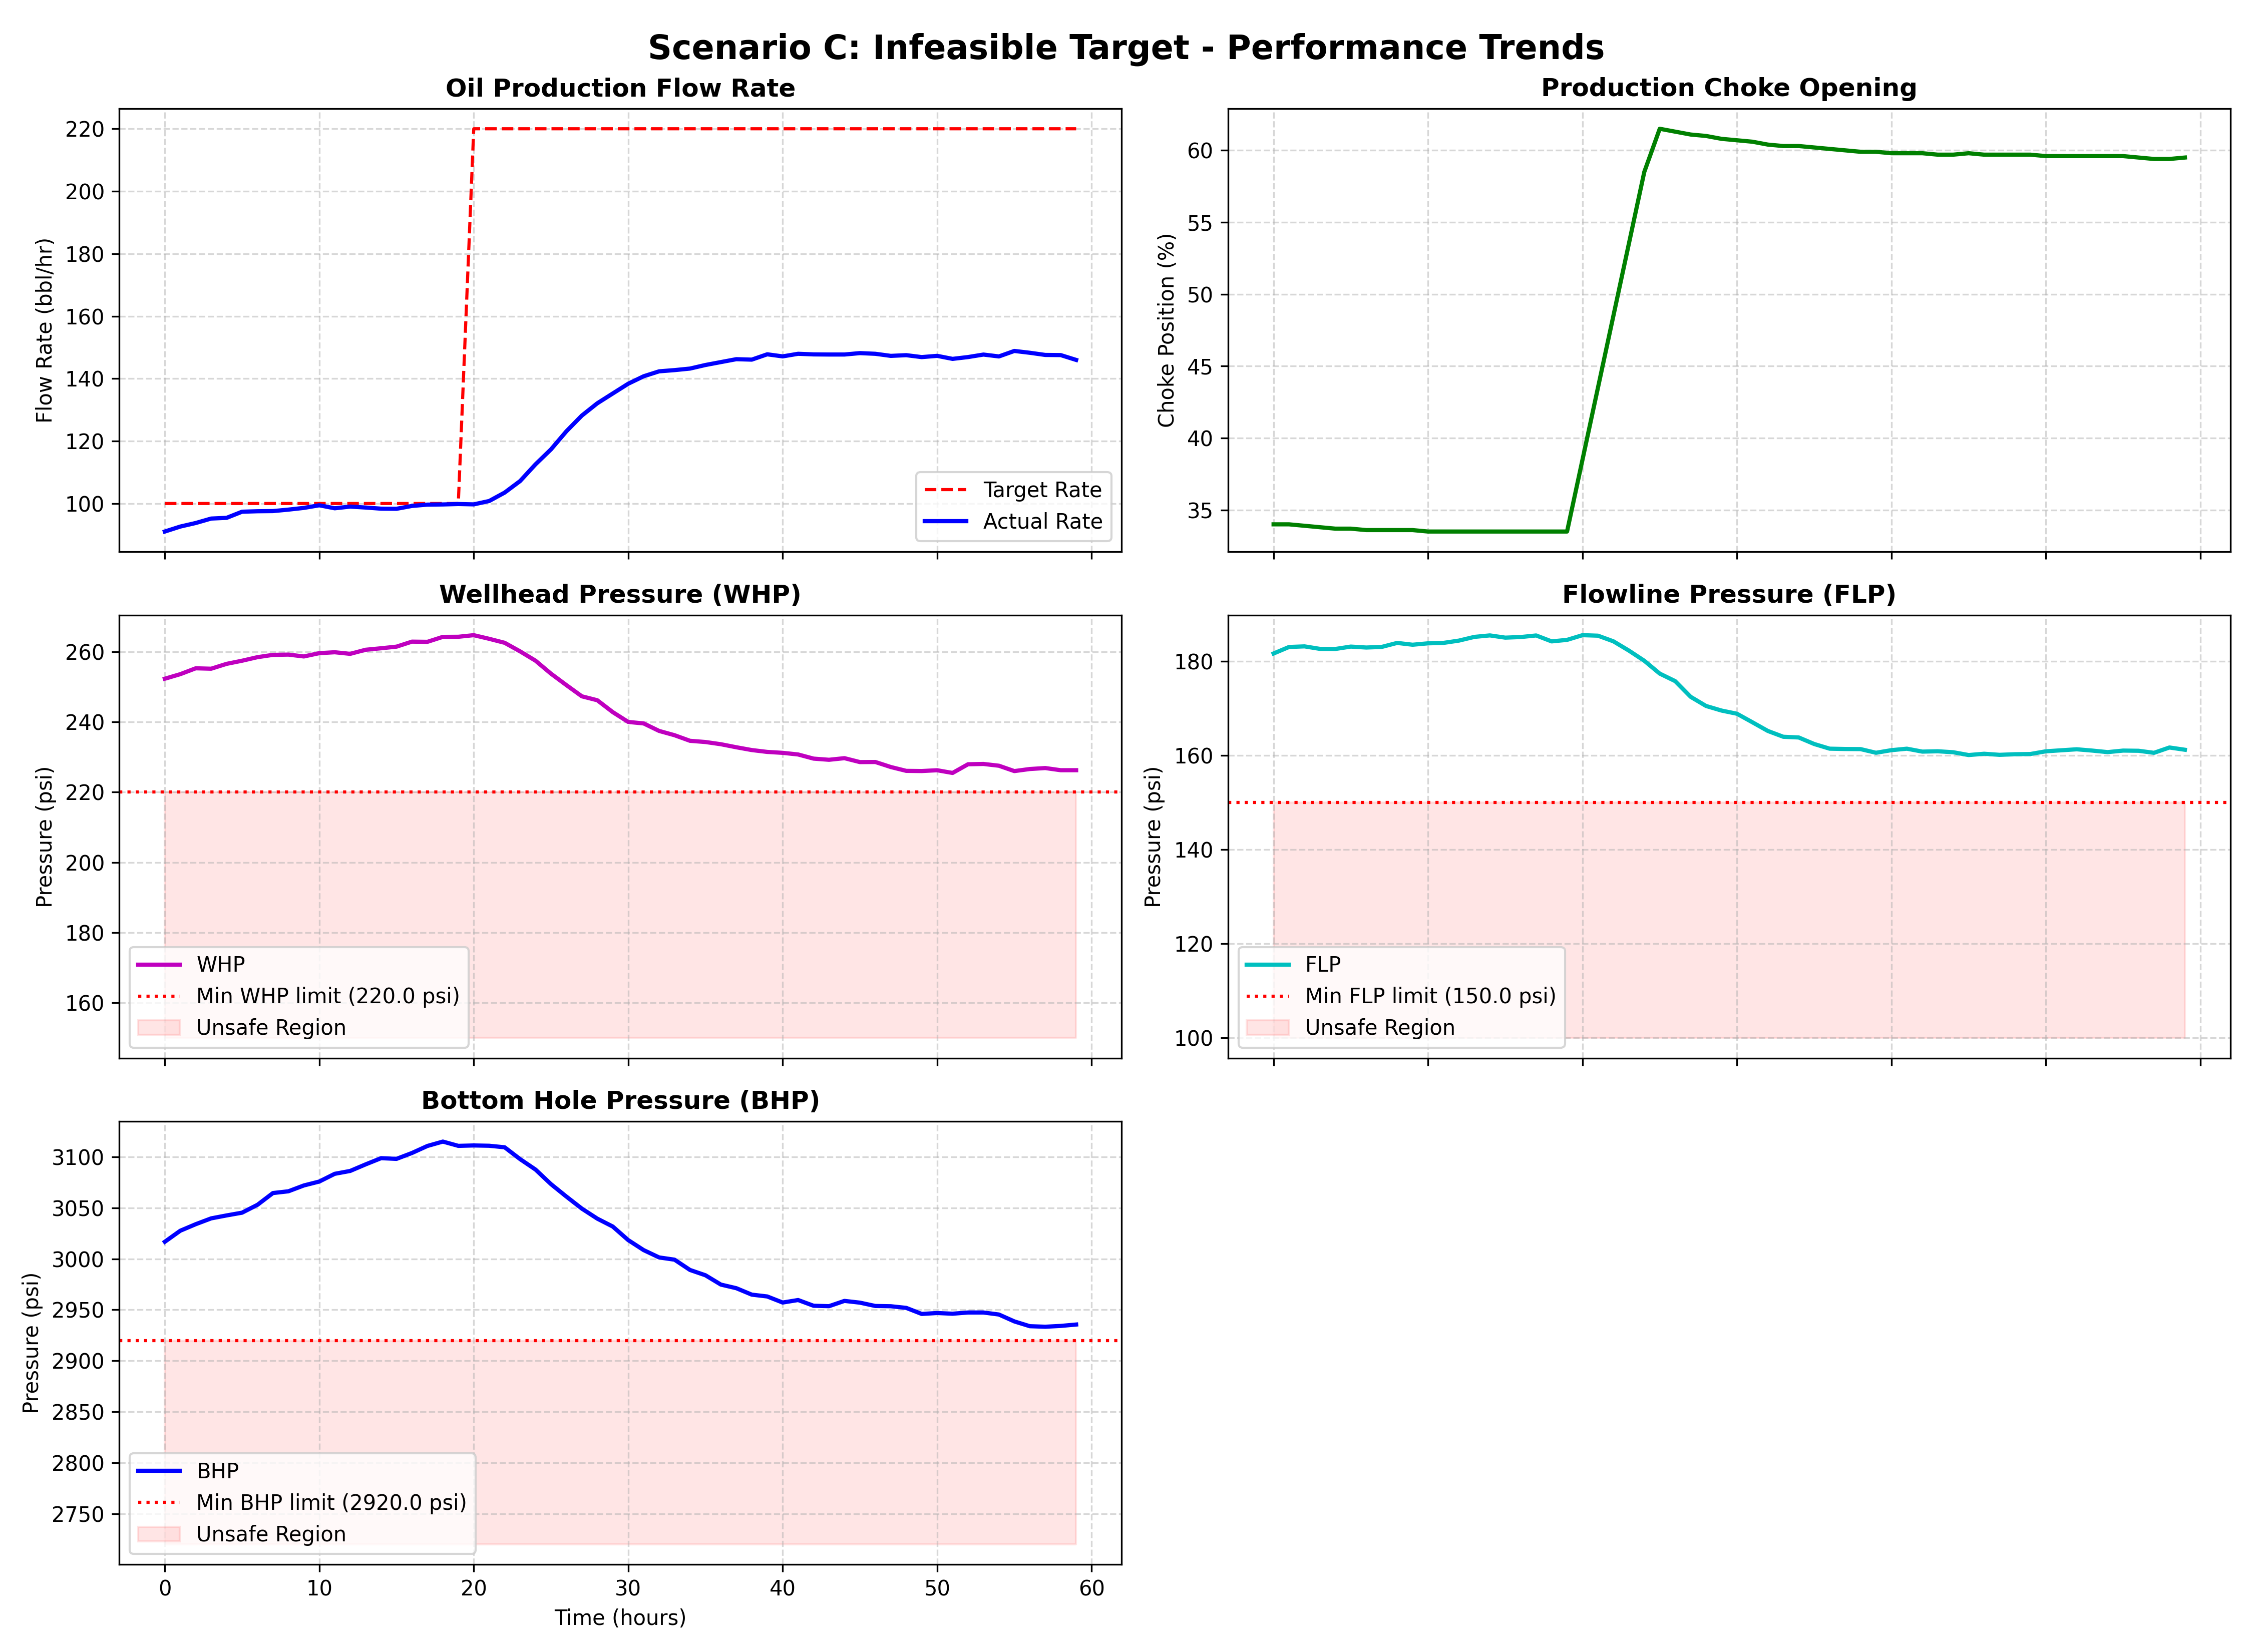 Scenario C: Infeasible Target - Performance Trends
Oil Production Flow Rate
Flow Rate (bbl/hr)
220
200
180
160
140
120
100
Target Rate
Actual Rate
Production Choke Opening
Choke Position (%)
60
55
50
45
40
35
Wellhead Pressure (WHP)
Pressure (psi)
260
240
220
200
180
160
WHP
Min WHP limit (220.0 psi)
Unsafe Region
Flowline Pressure (FLP)
Pressure (psi)
180
160
140
120
100
FLP
Min FLP limit (150.0 psi)
Unsafe Region
Bottom Hole Pressure (BHP)
Pressure (psi)
3100
3050
3000
2950
2900
2850
2800
2750
BHP
Min BHP limit (2920.0 psi)
Unsafe Region
0 10 20 30 40 50 60
Time (hours)